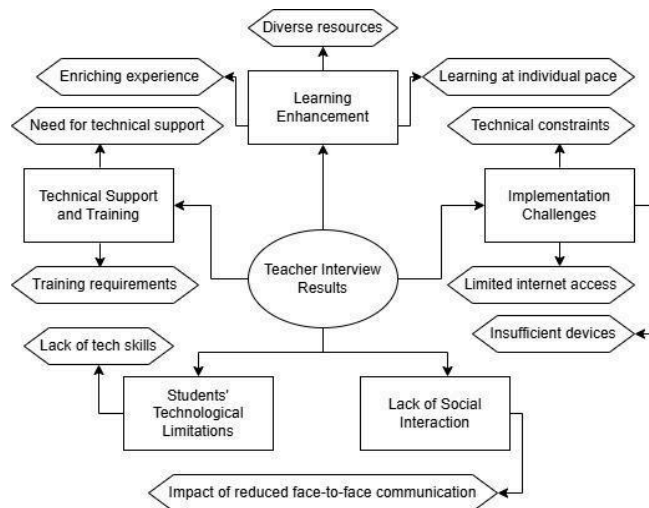 Diverse resources
Enriching experience
Learning
Enhancement
Learning at individual pace
Need for technical support
Technical constraints
Technical Support
and Training
Implementation
Challenges
Teacher Interview
Results
Training requirements
Limited internet access
Insufficient devices
Lack of tech skills
Students'
Technological
Limitations
Lack of Social
Interaction
Impact of reduced face-to-face communication